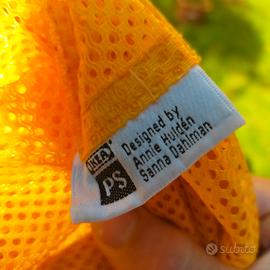 IKEA
PS
Designed by
Annie Huldén
Sanna Dahlman
subito